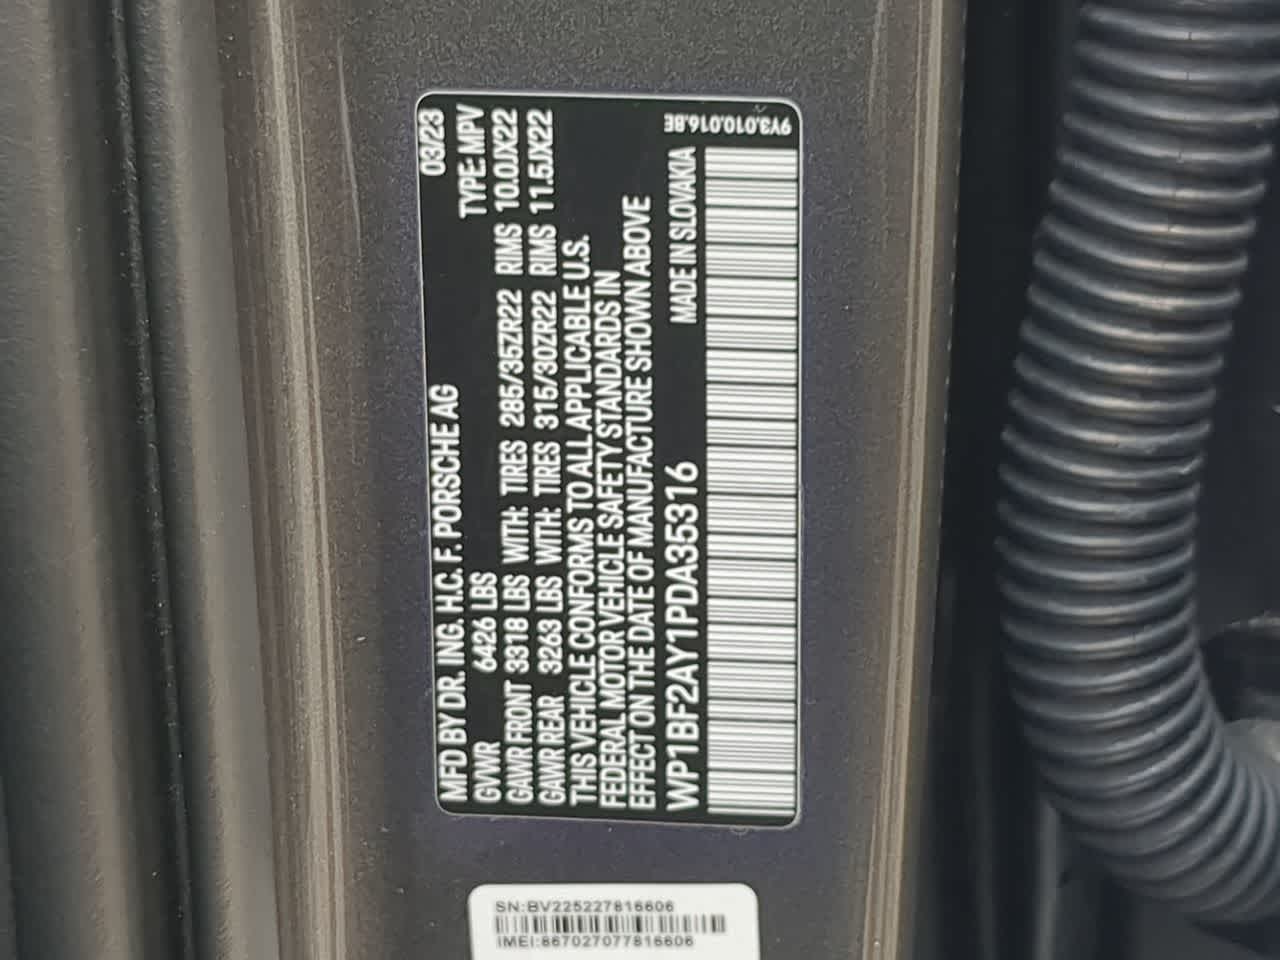 MFD BY DR. ING. H.C. F. PORSCHE AG 03/23
GVWR 6426 LBS TYPE: MPV
GAWR FRONT 3318 LBS WITH: TIRES 285/35ZR22 RIMS 10.0JX22
GAWR REAR 3263 LBS WITH: TIRES 315/30ZR22 RIMS 11.5JX22
THIS VEHICLE CONFORMS TO ALL APPLICABLE U.S.
FEDERAL MOTOR VEHICLE SAFETY STANDARDS IN
EFFECT ON THE DATE OF MANUFACTURE SHOWN ABOVE
WP1BF2AY1PDA35316 MADE IN SLOVAKIA
9Y3.010.016.BE
SN:BV225227816606
IMEI:867027077816606